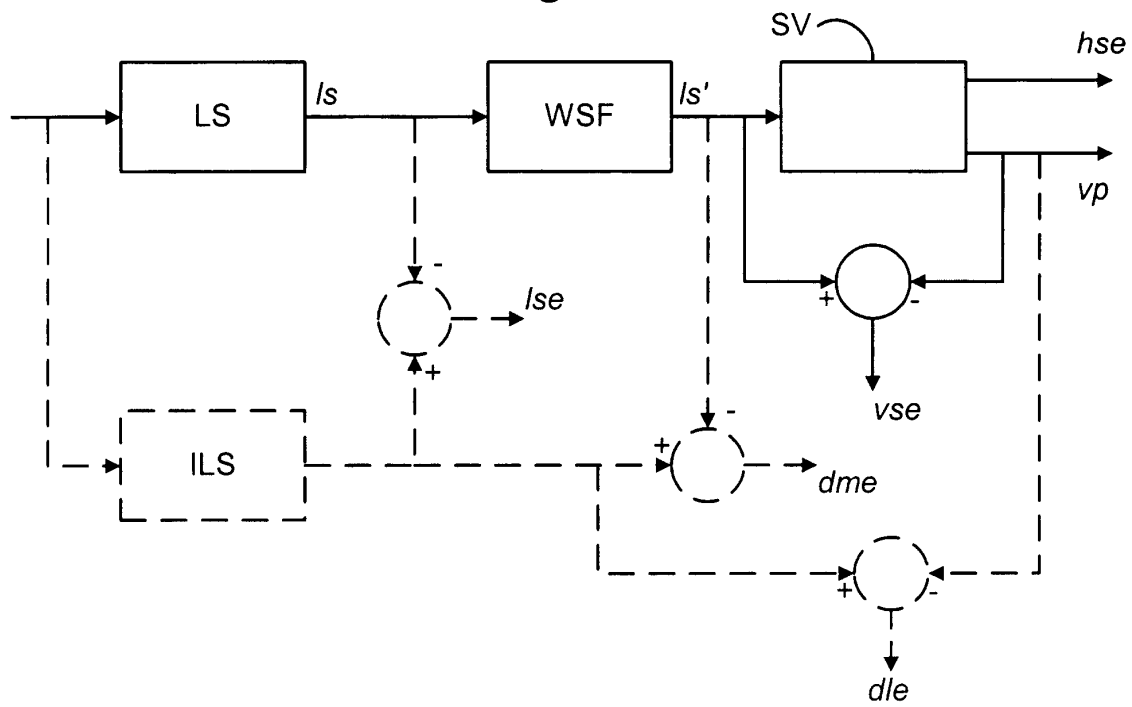 SV
hse
LS
ls
WSF
ls'
vp
-
lse
+
+
-
vse
ILS
-
+
dme
+
-
dle